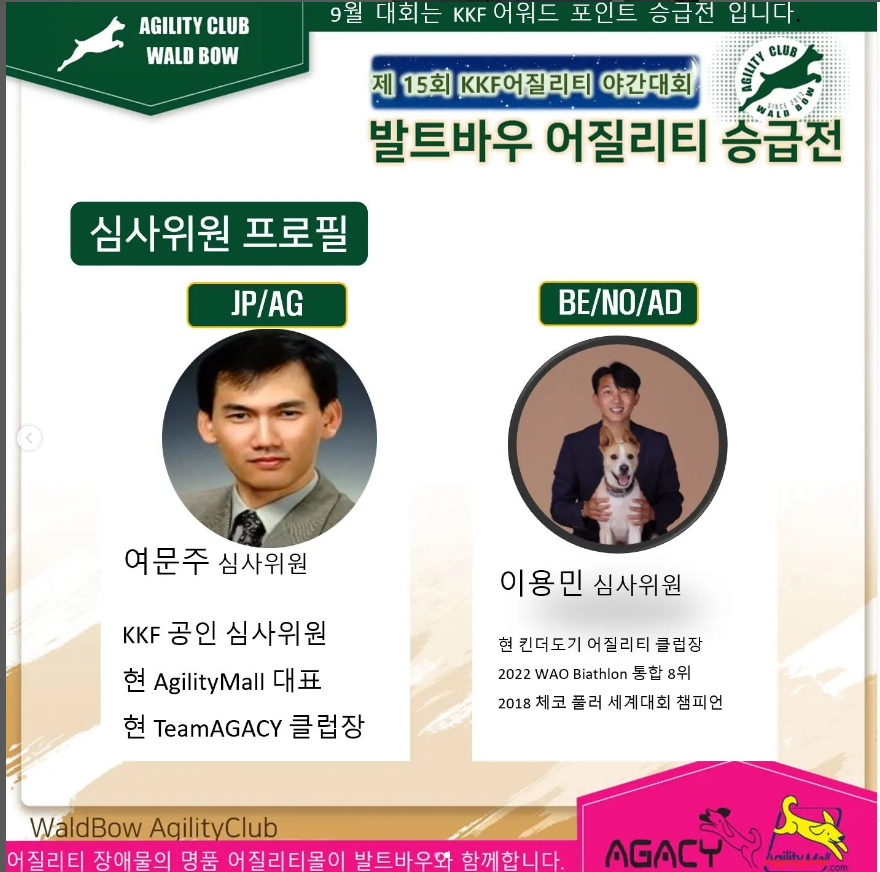 AGILITY CLUB
WALD BOW
9월 대회는 KKF 어워드 포인트 승급전 입니다.
제 15회 KKF어질리티 야간대회
AGILITY CLUB
SINCE 2012
WALD BOW
발트바우 어질리티 승급전
심사위원 프로필
JP/AG
BE/NO/AD
여문주 심사위원
KKF 공인 심사위원
현 AgilityMall 대표
현 TeamAGACY 클럽장
이용민 심사위원
현 킨더도기 어질리티 클럽장
2022 WAO Biathlon 통합 8위
2018 체코 풀러 세계대회 챔피언
WaldBow AgilityClub
어질리티 장애물의 명품 어질리티몰이 발트바우와 함께합니다.
AGACY
AgilityMall.com